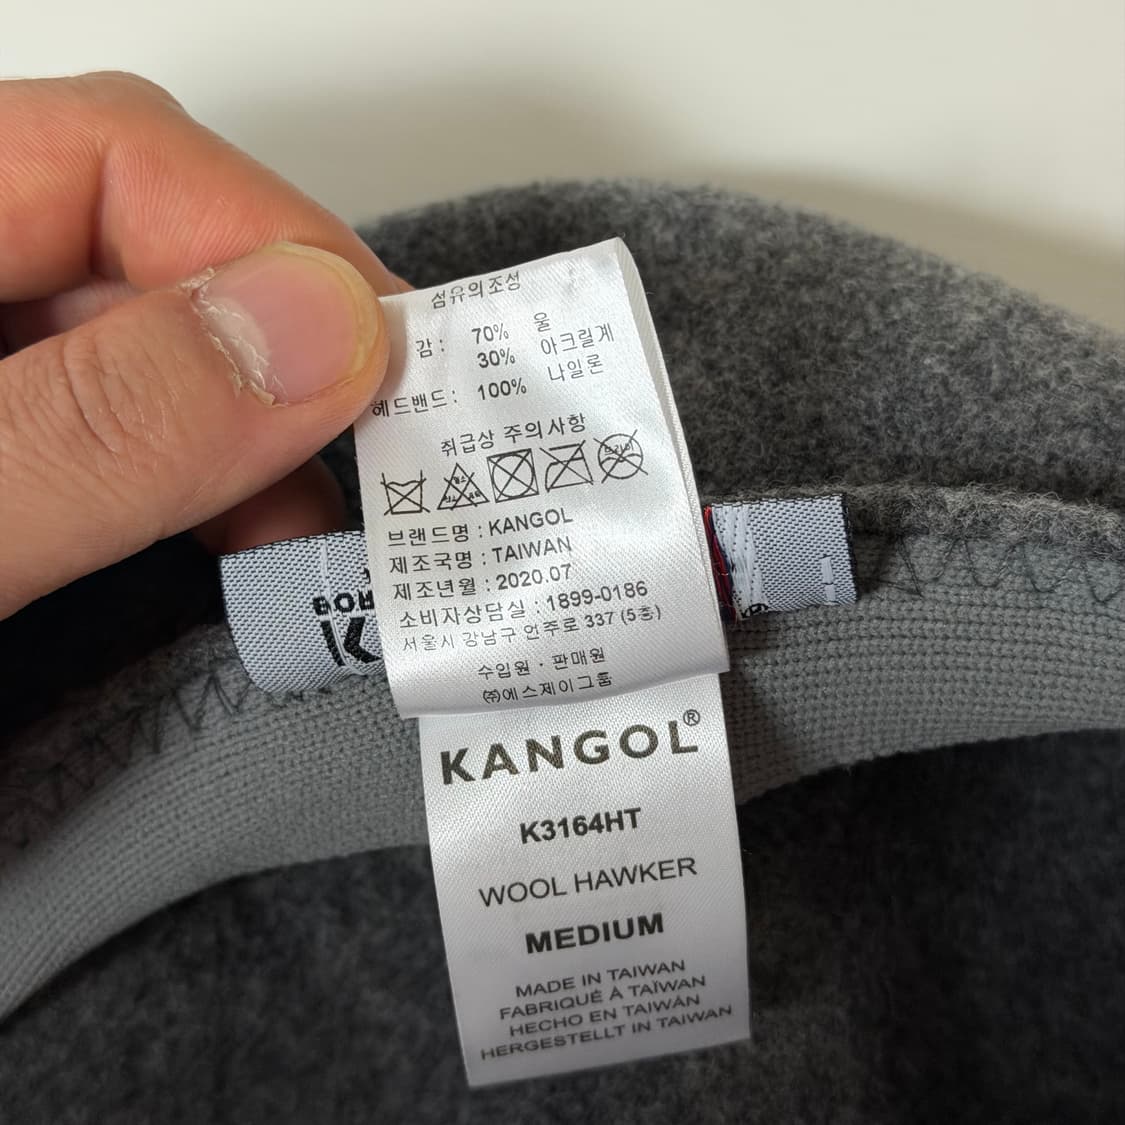 섬유의조성
감 : 70% 울
30% 아크릴계
헤드밴드 : 100% 나일론
취급상 주의사항
브랜드명 : KANGOL
제조국명 : TAIWAN
제조년월 : 2020.07
소비자상담실 : 1899-0186
서울시 강남구 언주로 337 (5층)
수입원 · 판매원
㈜에스제이그룹
KANGOL®
K3164HT
WOOL HAWKER
MEDIUM
MADE IN TAIWAN
FABRIQUÉ À TAÏWAN
HECHO EN TAIWÁN
HERGESTELLT IN TAIWAN